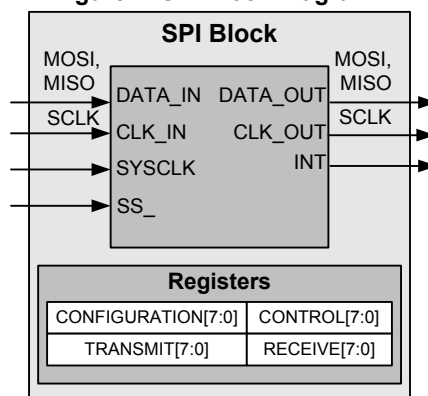 SPI Block
MOSI,
MISO
SCLK
DATA_IN
CLK_IN
SYSCLK
SS_
DATA_OUT
CLK_OUT
INT
MOSI,
MISO
SCLK
Registers
CONFIGURATION[7:0] CONTROL[7:0]
TRANSMIT[7:0] RECEIVE[7:0]